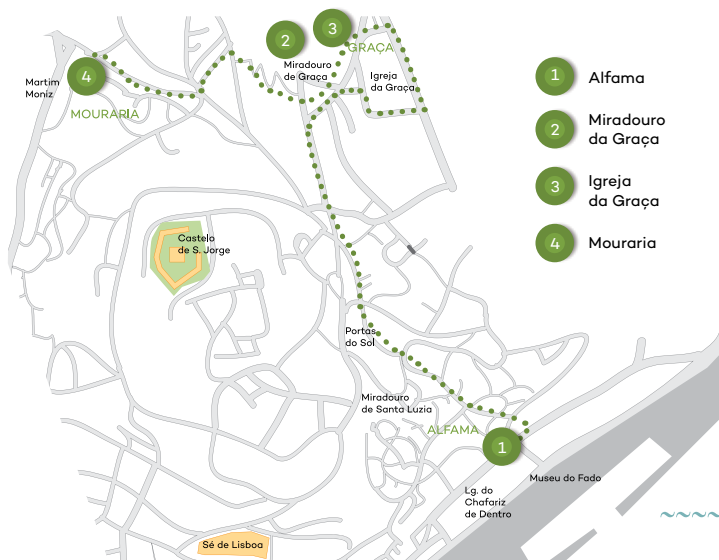 2
3
GRAÇA
Miradouro
de Graça
Igreja
da Graça
Martim
Moniz
4
MOURARIA
Castelo
de S. Jorge
Portas
do Sol
Miradouro
de Santa Luzia
ALFAMA
1
Museu do Fado
Lg. do
Chafariz
de Dentro
Sé de Lisboa
1 Alfama
2 Miradouro
da Graça
3 Igreja
da Graça
4 Mouraria